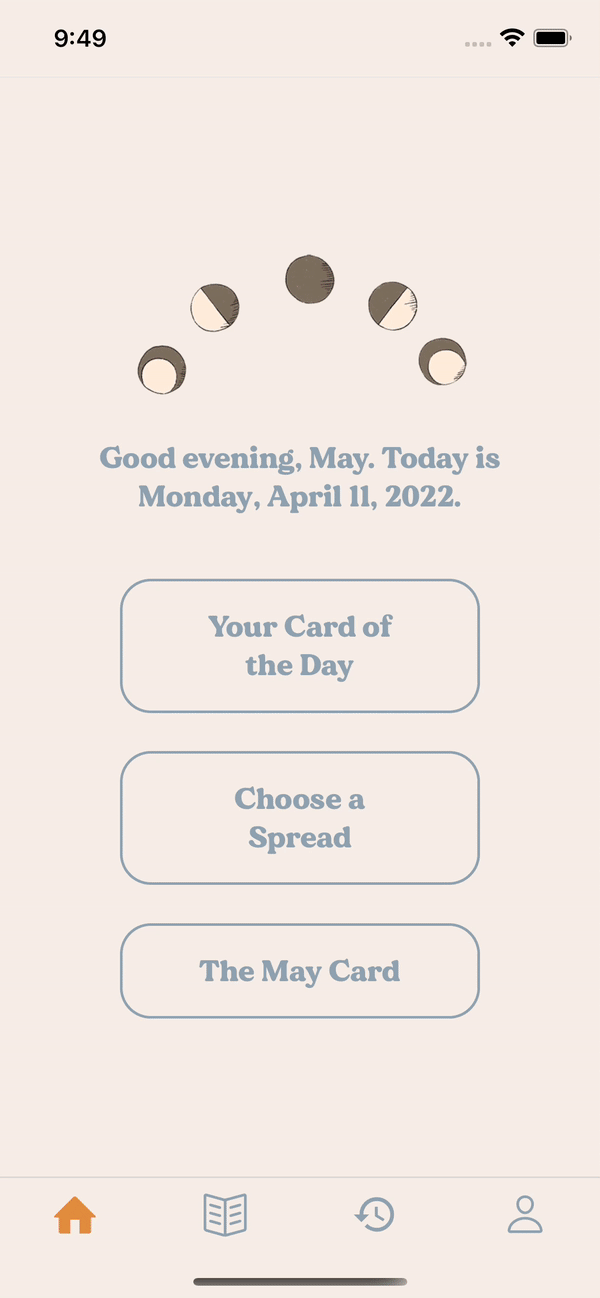 9:49
Good evening, May. Today is
Monday, April 11, 2022.
Your Card of
the Day
Choose a
Spread
The May Card